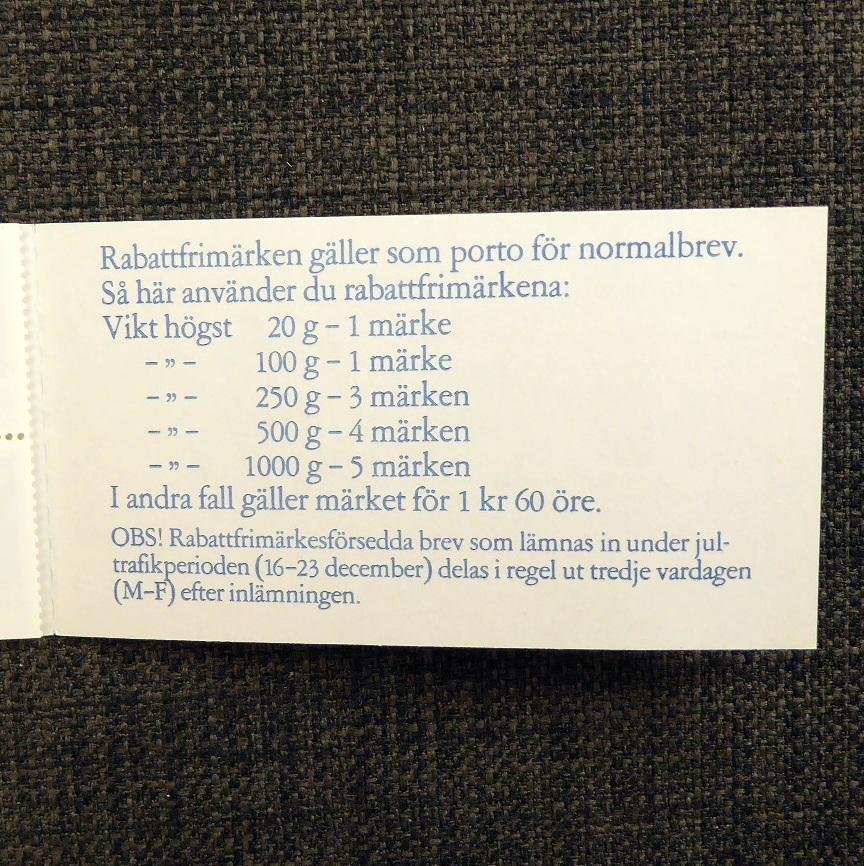 Rabattfrimärken gäller som porto för normalbrev.
Så här använder du rabattfrimärkena:
Vikt högst 20 g – 1 märke
– ” – 100 g – 1 märke
– ” – 250 g – 3 märken
– ” – 500 g – 4 märken
– ” – 1000 g – 5 märken
I andra fall gäller märket för 1 kr 60 öre.
OBS! Rabattfrimärkesförsedda brev som lämnas in under jul-
trafikperioden (16–23 december) delas i regel ut tredje vardagen
(M–F) efter inlämningen.